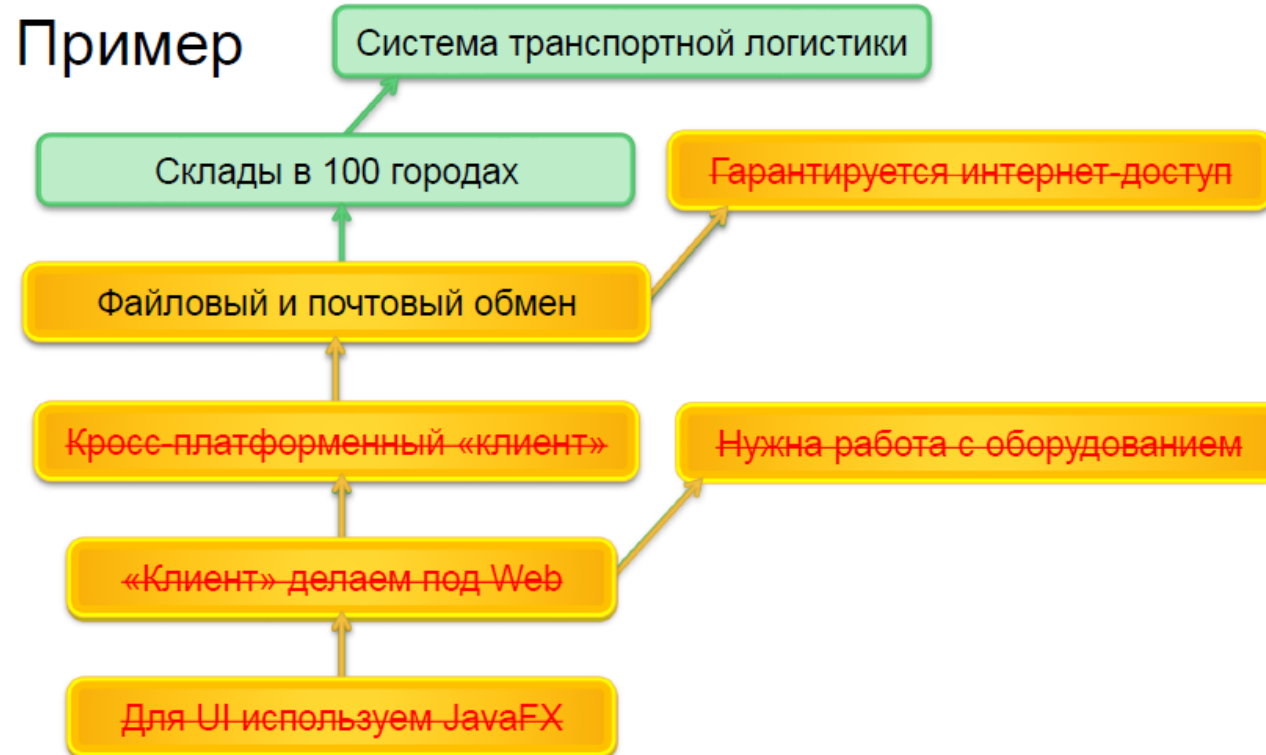 Пример
Система транспортной логистики
Склады в 100 городах
Гарантируется интернет-доступ
Файловый и почтовый обмен
Кросс-платформенный «клиент»
Нужна работа с оборудованием
«Клиент» делаем под Web
Для UI используем JavaFX